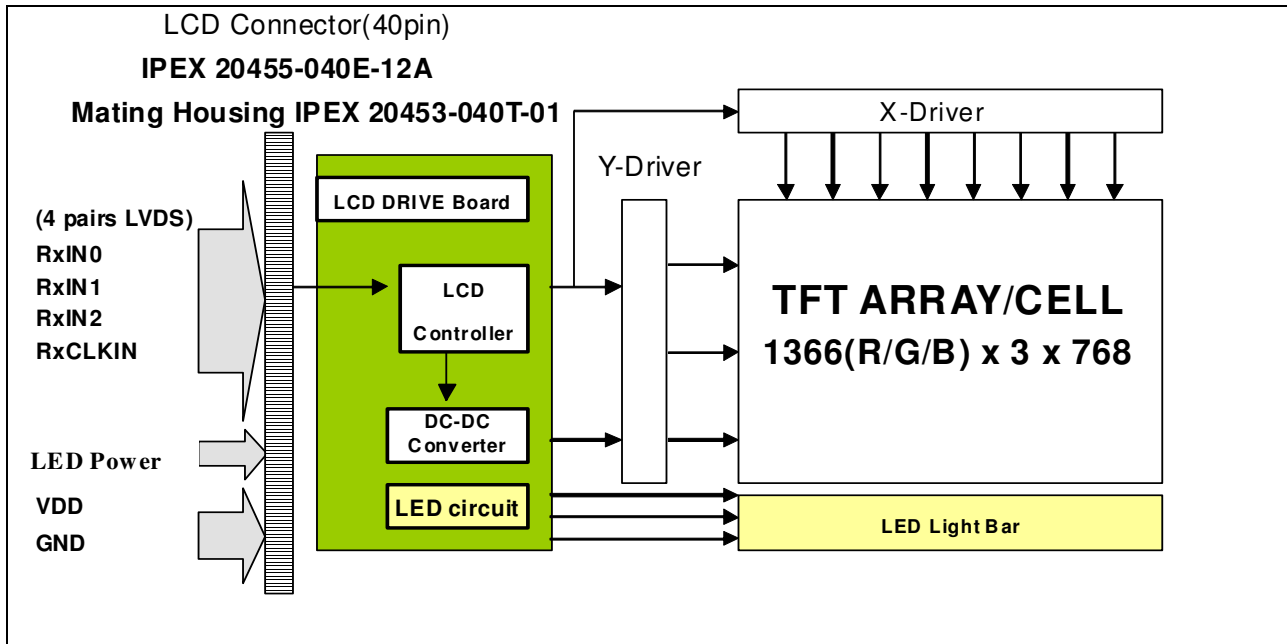 LCD Connector(40pin)
IPEX 20455-040E-12A
Mating Housing IPEX 20453-040T-01
X-Driver
Y-Driver
LCD DRIVE Board
(4 pairs LVDS)
RxIN0
RxIN1
RxIN2
RxCLKIN
LCD
Controller
TFT ARRAY/CELL
1366(R/G/B) x 3 x 768
DC-DC
Converter
LED Power
VDD
GND
LED circuit
LED Light Bar